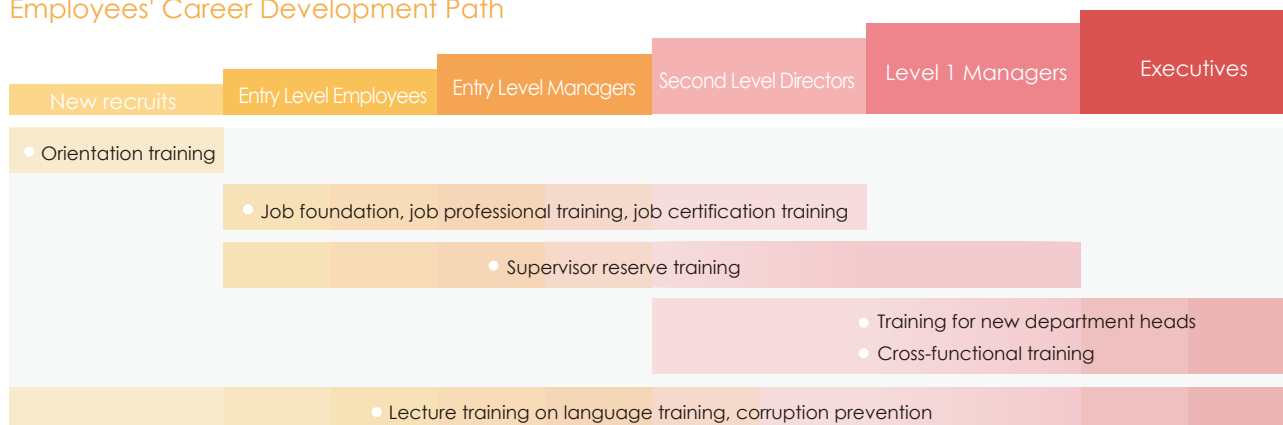 Employees' Career Development Path
New recruits
Entry Level Employees
Entry Level Managers
Second Level Directors
Level 1 Managers
Executives
Orientation training
Job foundation, job professional training, job certification training
Supervisor reserve training
Training for new department heads
Cross-functional training
Lecture training on language training, corruption prevention